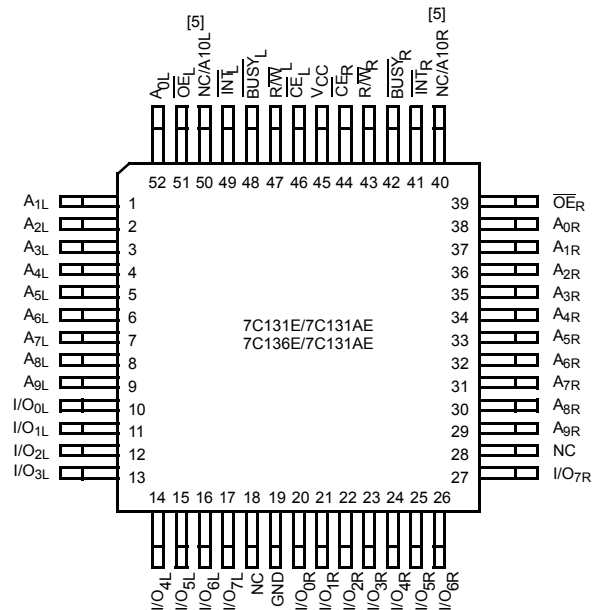 [5]
[5]
A0L
OEL
NC/A10L
INTL
BUSYL
R/WL
CEL
VCC
CER
R/WR
BUSYR
INTR
NC/A10R
52 51 50 49 48 47 46 45 44 43 42 41 40
A1L 1
A2L 2
A3L 3
A4L 4
A5L 5
A6L 6
A7L 7
A8L 8
A9L 9
I/O0L 10
I/O1L 11
I/O2L 12
I/O3L 13
7C131E/7C131AE
7C136E/7C131AE
39 OER
38 A0R
37 A1R
36 A2R
35 A3R
34 A4R
33 A5R
32 A6R
31 A7R
30 A8R
29 A9R
28 NC
27 I/O7R
14 15 16 17 18 19 20 21 22 23 24 25 26
I/O4L
I/O5L
I/O6L
I/O7L
NC
GND
I/O0R
I/O1R
I/O2R
I/O3R
I/O4R
I/O5R
I/O6R